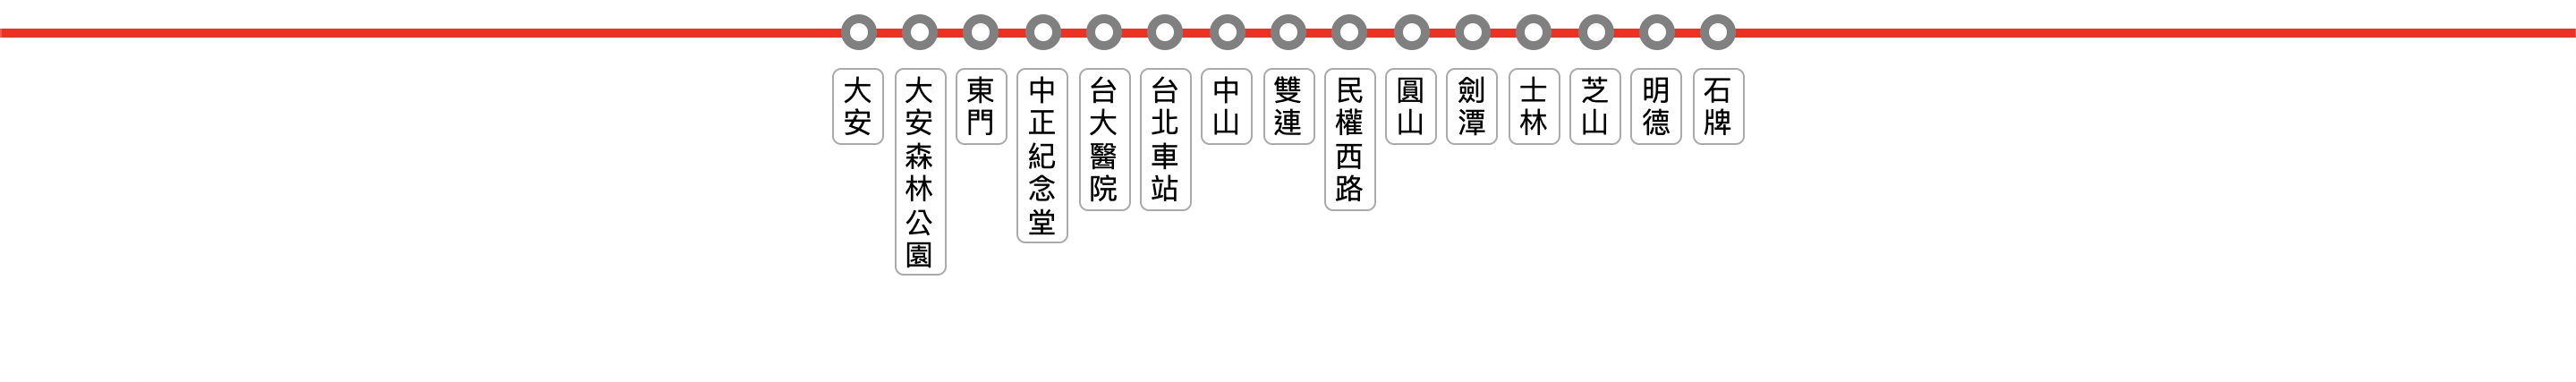 大安
大安森林公園
東門
中正紀念堂
台大醫院
台北車站
中山
雙連
民權西路
圓山
劍潭
士林
芝山
明德
石牌